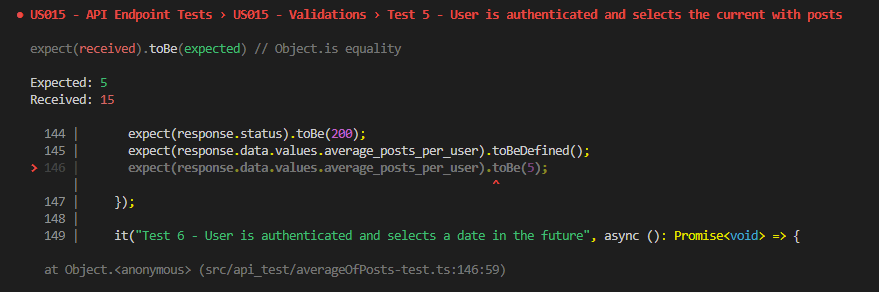 ● US015 - API Endpoint Tests › US015 - Validations › Test 5 - User is authenticated and selects the current with posts
expect(received).toBe(expected) // Object.is equality
Expected: 5
Received: 15
144 |       expect(response.status).toBe(200);
145 |       expect(response.data.values.average_posts_per_user).toBeDefined();
> 146 |       expect(response.data.values.average_posts_per_user).toBe(5);
|                                                           ^
147 |     });
148 |
149 |     it("Test 6 - User is authenticated and selects a date in the future", async (): Promise<void> => {
at Object.<anonymous> (src/api_test/averageOfPosts-test.ts:146:59)